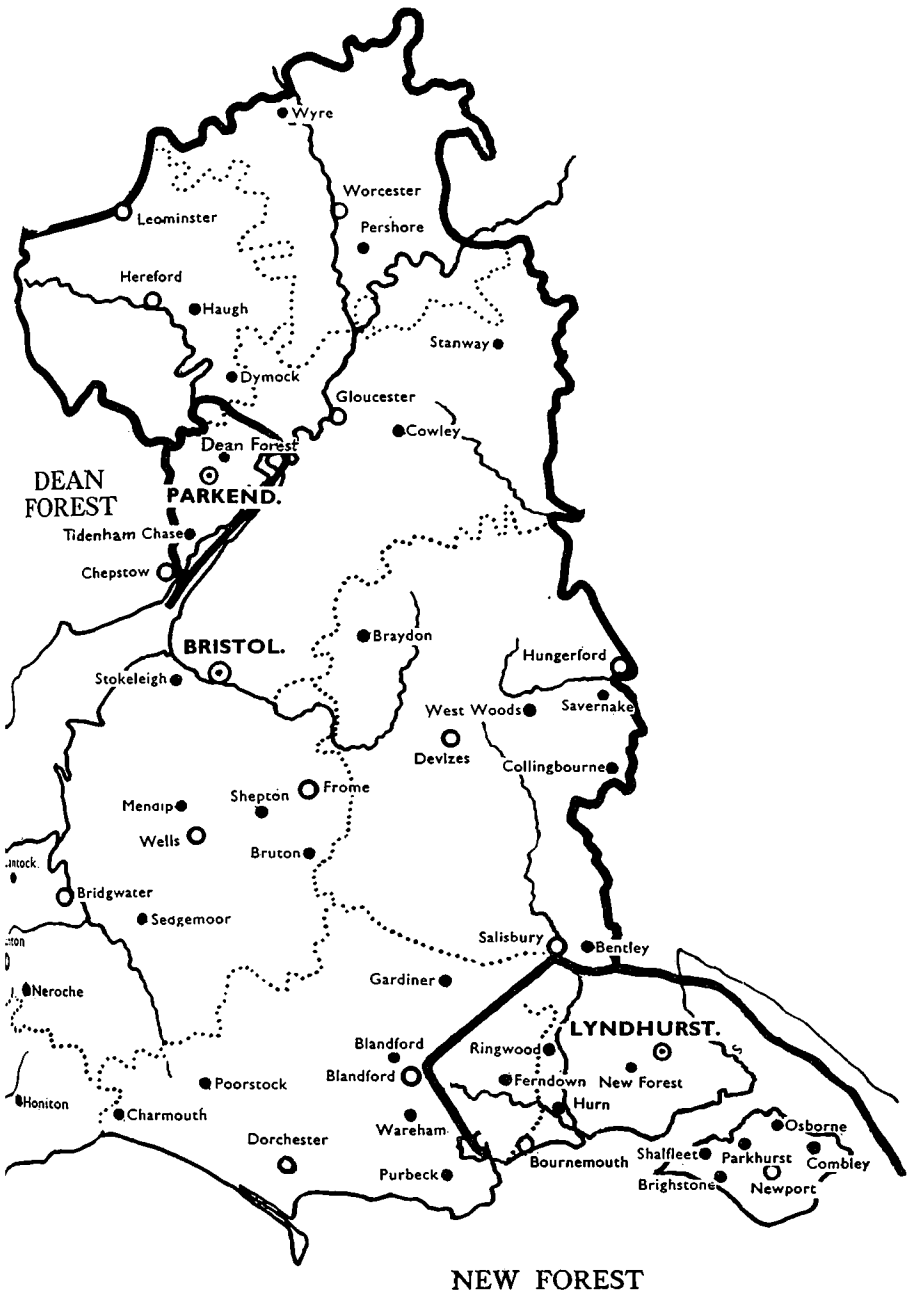 Wyre
Worcester
Leominster
Pershore
Hereford
Haugh
Stanway
Dymock
Gloucester
Cowley
Dean Forest
DEAN
FOREST
PARKEND.
Tidenham Chase
Chepstow
Braydon
BRISTOL.
Hungerford
Stokeleigh
Savernake
West Woods
Devizes
Collingbourne
Frome
Shepton
Mendip
Wells
Bruton
Bridgwater
Sedgemoor
Salisbury
Bentley
Gardiner
Neroche
LYNDHURST.
Blandford
Ringwood
Blandford
Ferndown
New Forest
Poorstock
Honiton
Hurn
Charmouth
Wareham
Osborne
Dorchester
Bournemouth
Shalfleet
Parkhurst
Combley
Purbeck
Brighstone
Newport
NEW FOREST